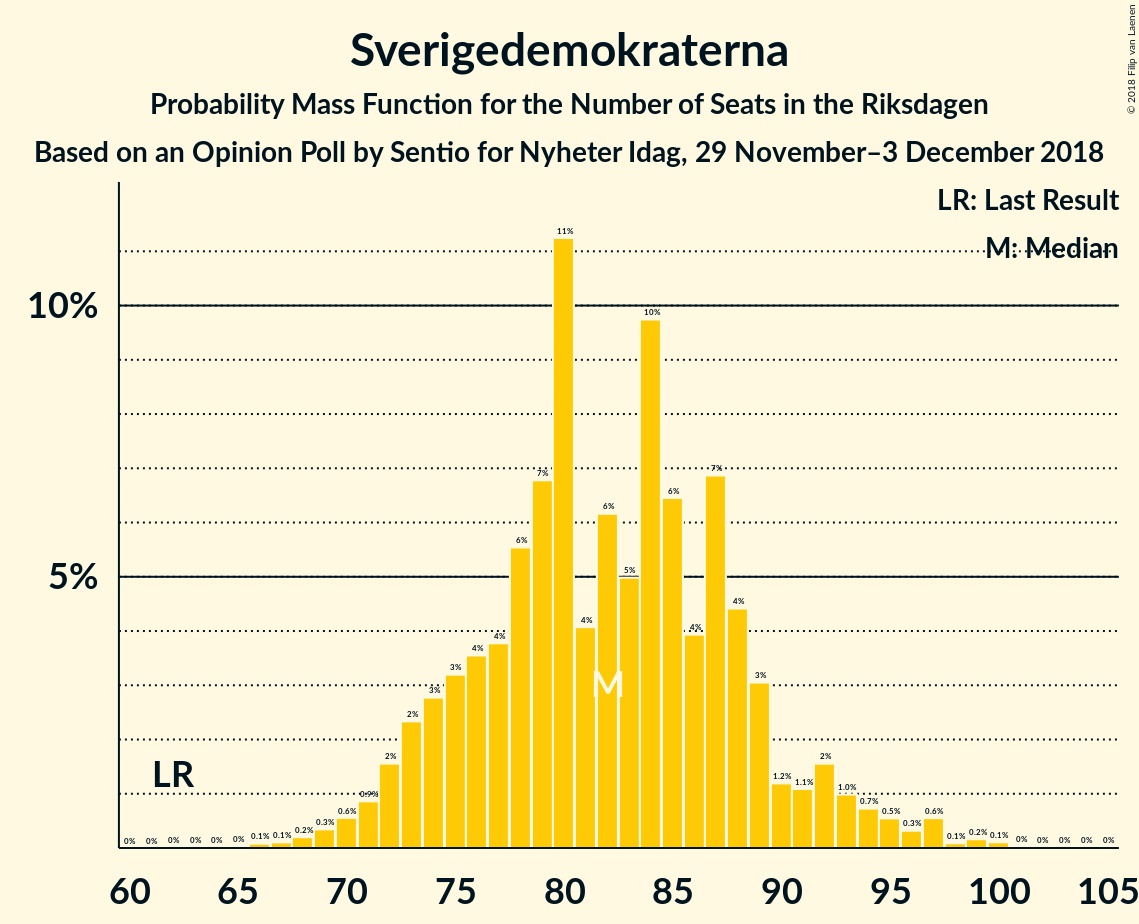 Sverigedemokraterna
Probability Mass Function for the Number of Seats in the Riksdagen
Based on an Opinion Poll by Sentio for Nyheter Idag, 29 November–3 December 2018
© 2018 Filip van Laenen
LR: Last Result
M: Median
10%
5%
0% 0% 0% 0% 0% 0% 0.1% 0.1% 0.2% 0.3% 0.6% 0.9% 2% 2% 3% 3% 4% 4% 6% 7% 11% 4% 6% 5% 10% 6% 4% 7% 4% 3% 1.2% 1.1% 2% 1.0% 0.7% 0.5% 0.3% 0.6% 0.1% 0.2% 0.1% 0% 0% 0% 0% 0%
M
LR
60 65 70 75 80 85 90 95 100 105